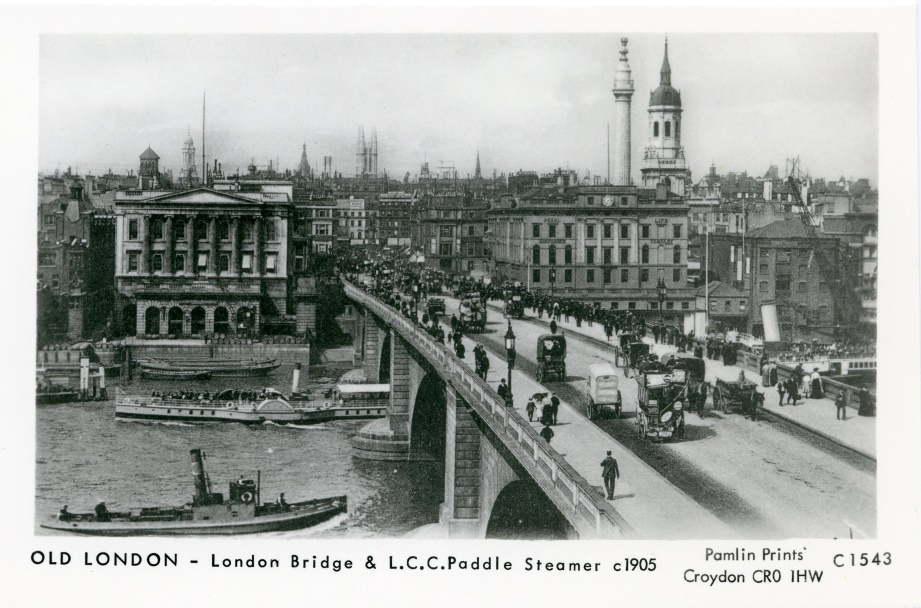 OLD LONDON - London Bridge & L.C.C.Paddle Steamer c1905
Pamlin Prints
Croydon CR0 1HW
C1543